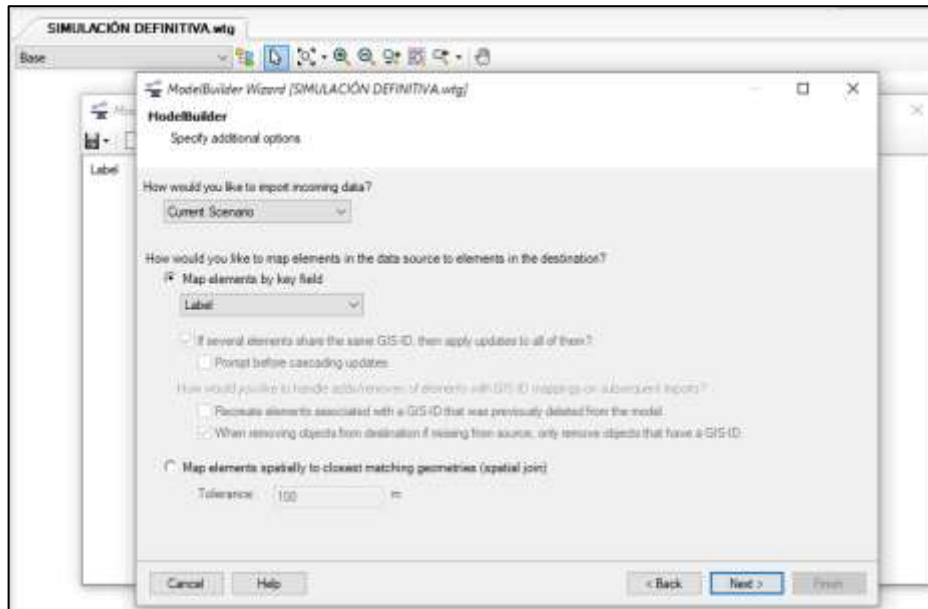 SIMULACIÓN DEFINITIVA.wtg
Base
ModelBuilder Wizard [SIMULACIÓN DEFINITIVA.wtg]
ModelBuilder
Specify additional options
Label
How would you like to import incoming data?
Current Scenario
How would you like to map elements in the data source to elements in the destination?
Map elements by key field
Label
If several elements share the same GIS-ID, then apply updates to all of them?
Prompt before cascading updates
How would you like to handle adds/removes of elements with GIS-ID mappings on subsequent imports?
Recreate elements associated with a GIS-ID that was previously deleted from the model
When removing objects from destination if missing from source, only remove objects that have a GIS-ID.
Map elements spatially to closest matching geometries (spatial join)
Tolerance: 100 m
Cancel Help < Back Next > Finish